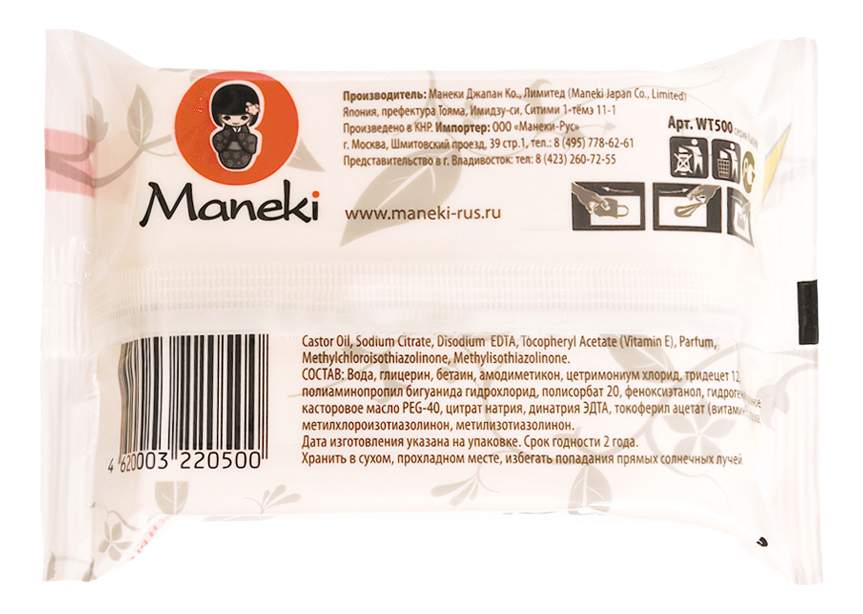 Maneki
Производитель: Манеки Джапан Ко., Лимитед (Maneki Japan Co., Limited)
Япония, префектура Тояма, Имидзу-си, Ситими 1-тёмэ 11-1
Произведено в КНР. Импортер: ООО «Манеки-Рус»,
г. Москва, Шмитовский проезд, 39 стр.1, тел.: 8 (495) 778-62-61
Представительство в г. Владивосток: тел: 8 (423) 260-72-55
www.maneki-rus.ru
Арт. WT500
Castor Oil, Sodium Citrate, Disodium EDTA, Tocopheryl Acetate (Vitamin E), Parfum,
Methylchloroisothiazolinone, Methylisothiazolinone.
СОСТАВ: Вода, глицерин, бетаин, амодиметикон, цетримониум хлорид, тридецет 12,
полиаминопропил бигуанида гидрохлорид, полисорбат 20, феноксиэтанол,
касторовое масло PEG-40, цитрат натрия, динатрия ЭДТА, токоферил ацетат
метилхлороизотиазолинон, метилизотиазолинон.
Дата изготовления указана на упаковке. Срок годности 2 года.
Хранить в сухом, прохладном месте, избегать попадания прямых солнечных лучей
4 620003 220500